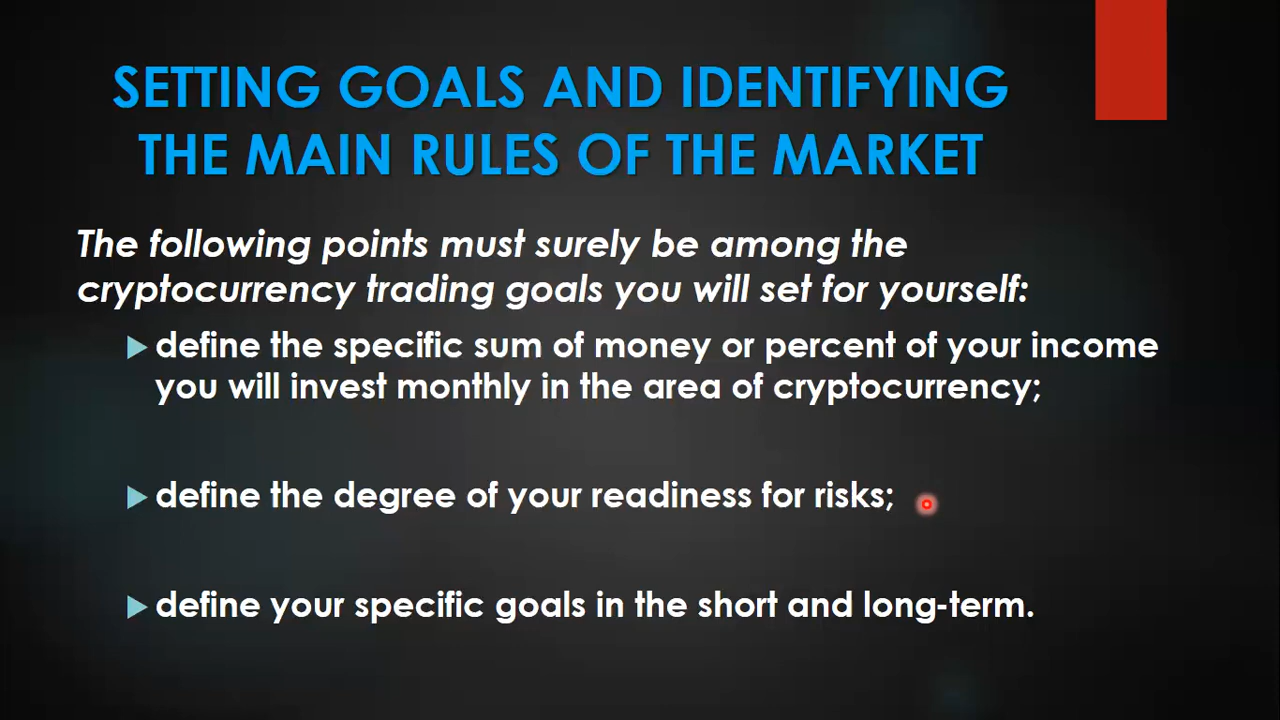 SETTING GOALS AND IDENTIFYING
THE MAIN RULES OF THE MARKET
The following points must surely be among the
cryptocurrency trading goals you will set for yourself:
define the specific sum of money or percent of your income
you will invest monthly in the area of cryptocurrency;
define the degree of your readiness for risks;
define your specific goals in the short and long-term.